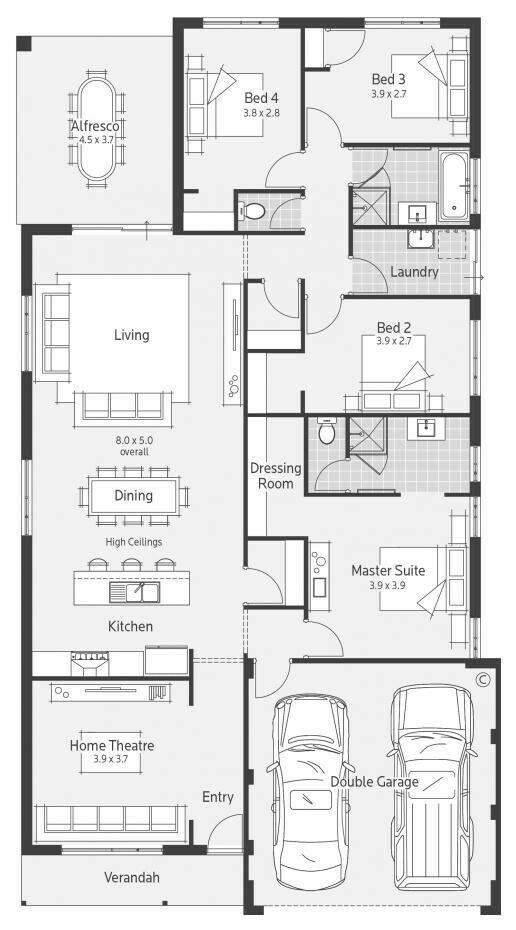 Bed 4
3.8 x 2.8
Bed 3
3.9 x 2.7
Alfresco
4.5 x 3.7
Laundry
Living
Bed 2
3.9 x 2.7
8.0 x 5.0
overall
Dressing
Room
Dining
High Ceilings
Master Suite
3.9 x 3.9
Kitchen
©
Home Theatre
3.9 x 3.7
Double Garage
Entry
Verandah